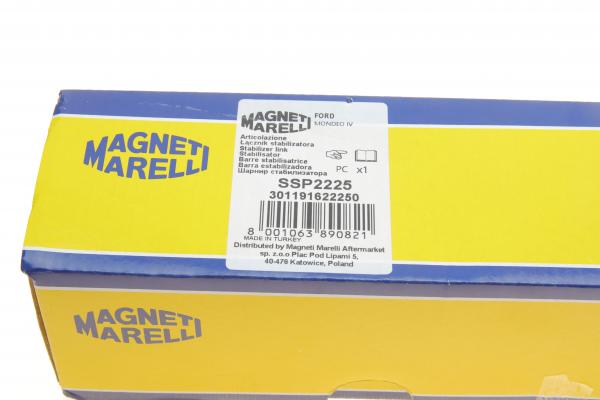 MAGNETI
MARELLI
MAGNETI
MARELLI
FORD
MONDEO IV
Articolazione
Łącznik stabilizatora
Stabilizer link
Stabilisator
Barre stabilisatrice
Barra estabilizadora
Шарнир стабилизатора
PC x1
SSP2225
301191622250
8 001063 890821
MADE IN TURKEY
Distributed by Magneti Marelli Aftermarket
sp. z.o.o Plac Pod Lipami 5,
40-476 Katowice, Poland
MAGNETI
MARELLI